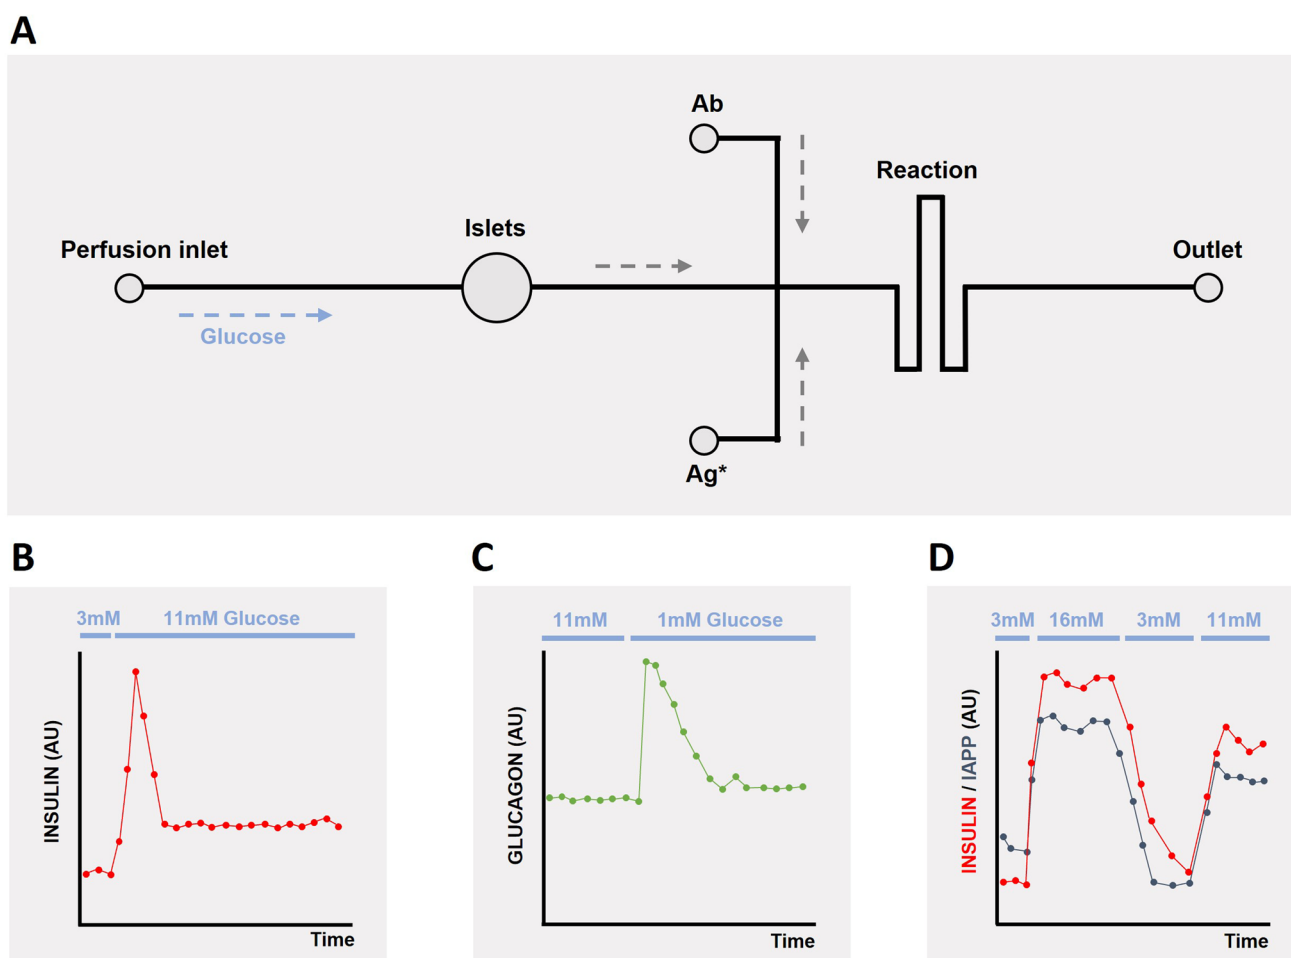 A
Ab
Reaction
Islets
Perfusion inlet
Outlet
Glucose
Ag*
B
C
D
3mM 11mM Glucose
INSULIN (AU)
Time
11mM 1mM Glucose
GLUCAGON (AU)
Time
3mM 16mM 3mM 11mM
INSULIN / IAPP (AU)
Time